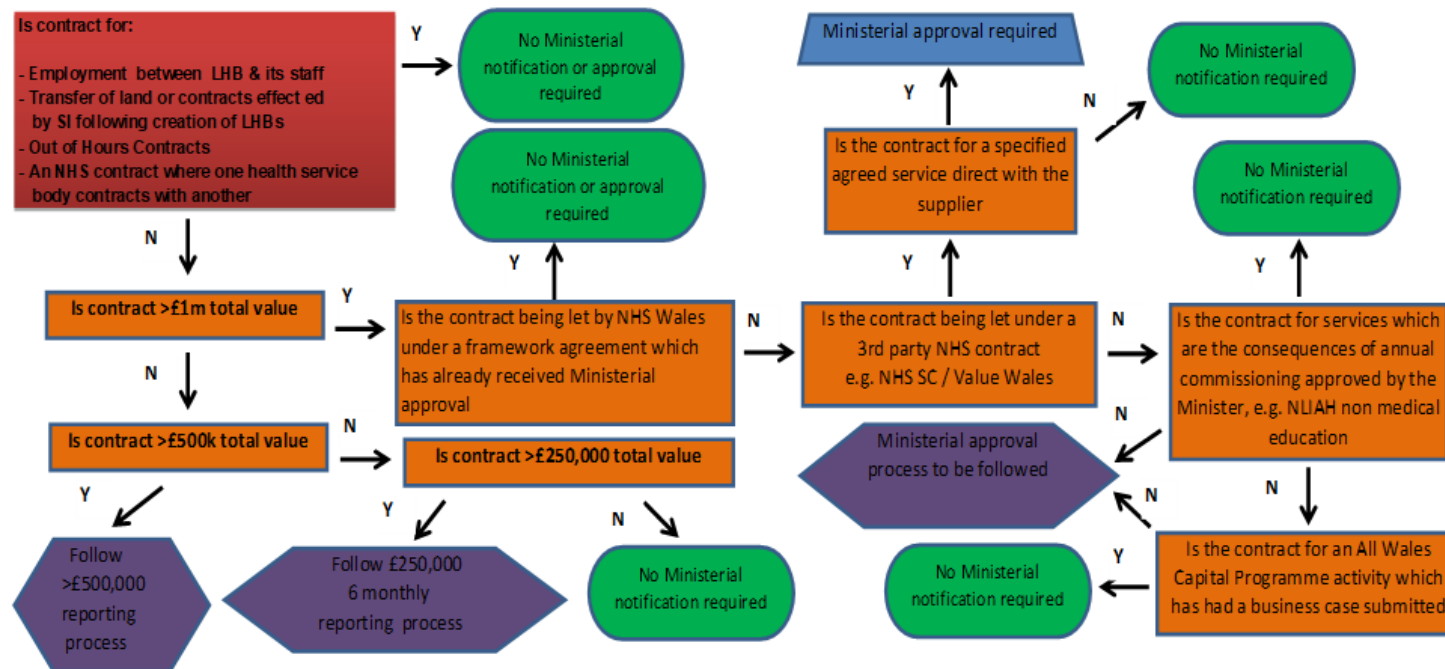 Is contract for:
- Employment between LHB & its staff
- Transfer of land or contracts effect ed
by SI following creation of LHBs
- Out of Hours Contracts
- An NHS contract where one health service
body contracts with another
Y
No Ministerial
notification or approval
required
No Ministerial
notification or approval
required
Ministerial approval required
Y
N
No Ministerial
notification required
Is the contract for a specified
agreed service direct with the
supplier
No Ministerial
notification required
N
Y
Y
Y
Is contract >£1m total value
Y
Is the contract being let by NHS Wales
under a framework agreement which
has already received Ministerial
approval
N
Is the contract being let under a
3rd party NHS contract
e.g. NHS SC / Value Wales
N
Is the contract for services which
are the consequences of annual
commissioning approved by the
Minister, e.g. NLIAH non medical
education
N
Is contract >£500k total value
N
Is contract >£250,000 total value
Ministerial approval
process to be followed
N
N
Y
Y
N
Follow
>£500,000
reporting
process
Follow £250,000
6 monthly
reporting process
No Ministerial
notification required
No Ministerial
notification required
Y
Is the contract for an All Wales
Capital Programme activity which
has had a business case submitted